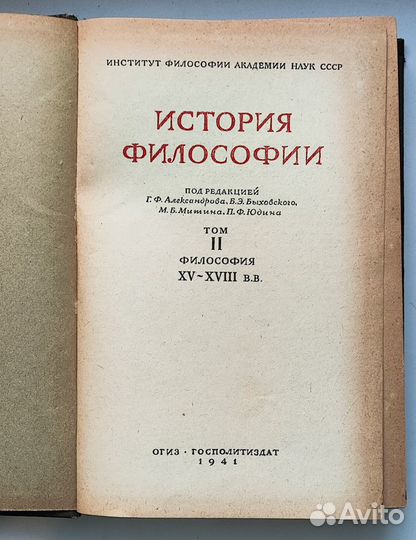 ИНСТИТУТ ФИЛОСОФИИ АКАДЕМИИ НАУК СССР
ИСТОРИЯ
ФИЛОСОФИИ
ПОД РЕДАКЦИЕЙ
Г.Ф. Александрова, Б.Э. Быховского,
М.Б. Митина, П.Ф. Юдина
ТОМ
II
ФИЛОСОФИЯ
XV~XVIII В.В.
ОГИЗ · ГОСПОЛИТИЗДАТ
1941
Avito